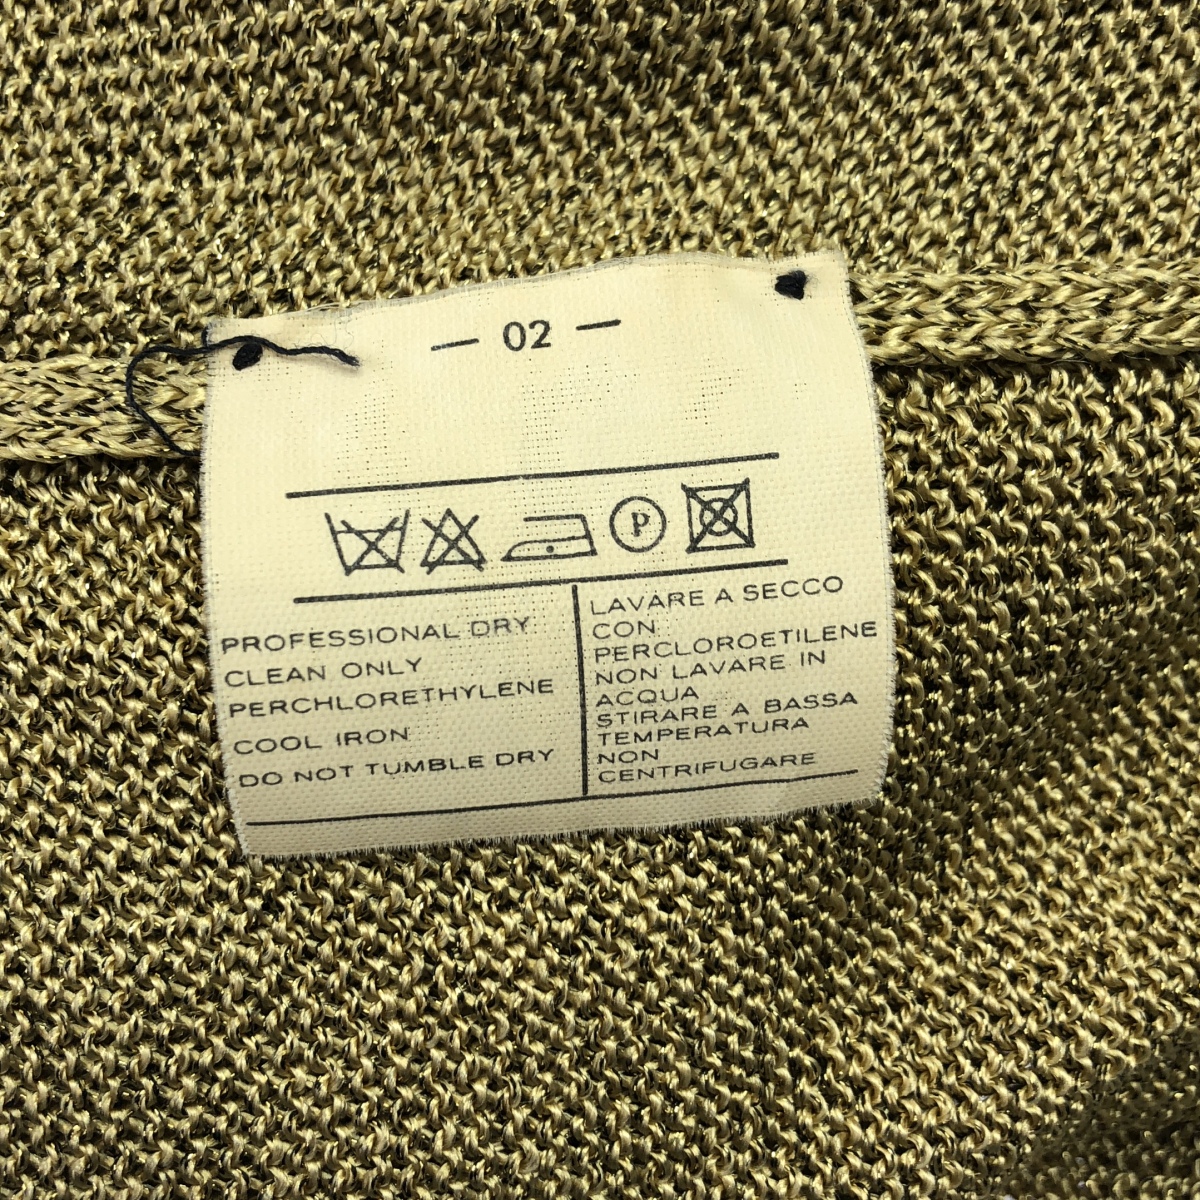 — 02 —
P
PROFESSIONAL DRY
CLEAN ONLY
PERCHLORETHYLENE
COOL IRON
DO NOT TUMBLE DRY
LAVARE A SECCO
CON
PERCLOROETILENE
NON LAVARE IN
ACQUA
STIRARE A BASSA
TEMPERATURA
NON
CENTRIFUGARE